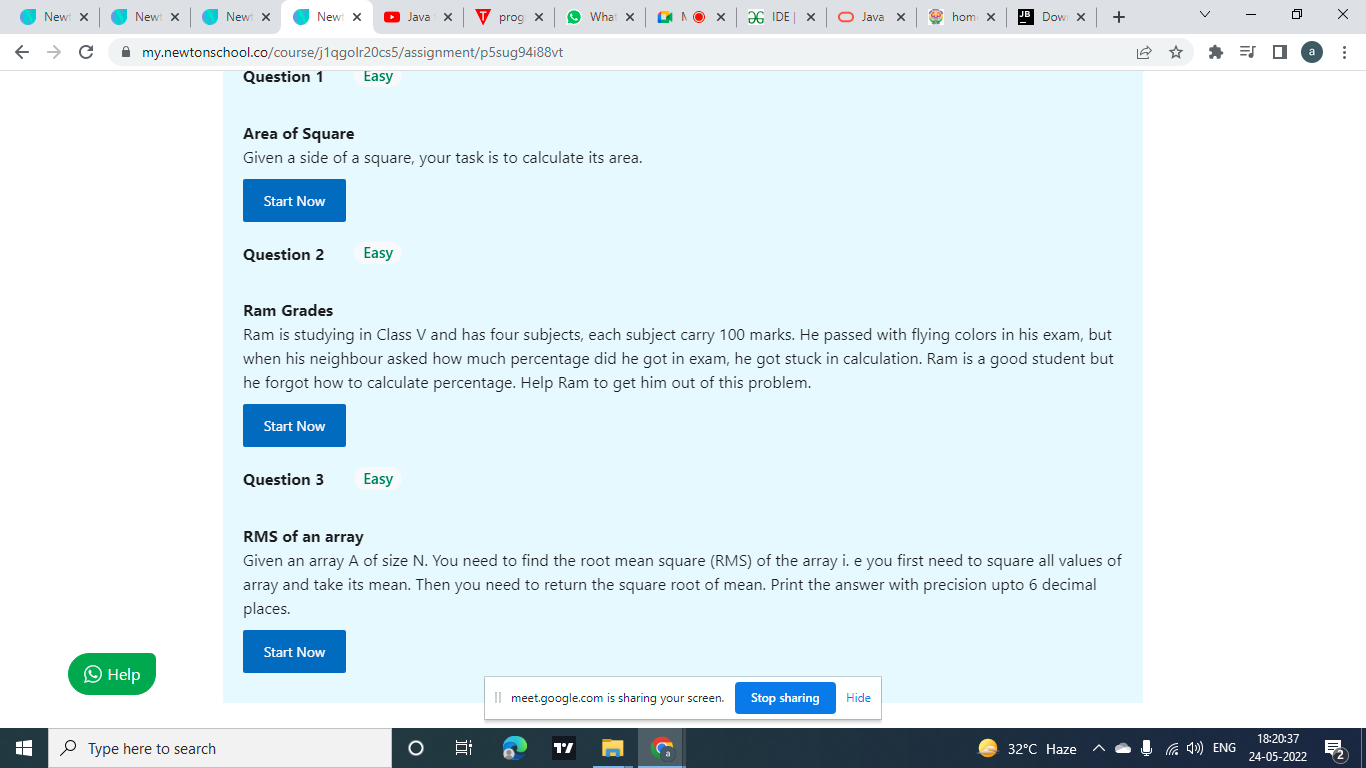 Newt
Newt
Newt
Newt
Java
prog
What
M
IDE |
Java
hom
Dow
my.newtonschool.co/course/j1qgolr20cs5/assignment/p5sug94i88vt
a
Question 1 Easy
Area of Square
Given a side of a square, your task is to calculate its area.
Start Now
Question 2 Easy
Ram Grades
Ram is studying in Class V and has four subjects, each subject carry 100 marks. He passed with flying colors in his exam, but
when his neighbour asked how much percentage did he got in exam, he got stuck in calculation. Ram is a good student but
he forgot how to calculate percentage. Help Ram to get him out of this problem.
Start Now
Question 3 Easy
RMS of an array
Given an array A of size N. You need to find the root mean square (RMS) of the array i. e you first need to square all values of
array and take its mean. Then you need to return the square root of mean. Print the answer with precision upto 6 decimal
places.
Start Now
Help
meet.google.com is sharing your screen. Stop sharing Hide
Type here to search
32°C Haze
ENG
18:20:37
24-05-2022
2